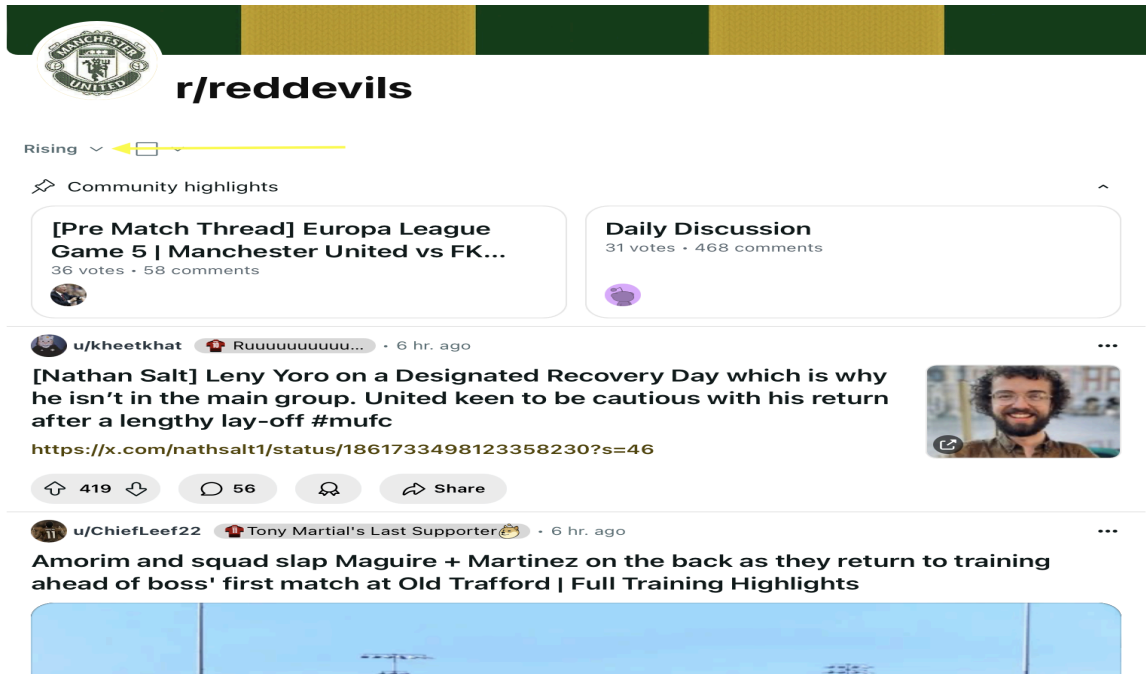 MANCHESTER
UNITED
r/reddevils
Rising
Community highlights
[Pre Match Thread] Europa League
Game 5 | Manchester United vs FK...
36 votes • 58 comments
Daily Discussion
31 votes • 468 comments
u/kheetkhat Ruuuuuuuuuu... • 6 hr. ago
[Nathan Salt] Leny Yoro on a Designated Recovery Day which is why
he isn’t in the main group. United keen to be cautious with his return
after a lengthy lay-off #mufc
https://x.com/nathsalt1/status/1861733498123358230?s=46
419 56 Share
11 u/ChiefLeef22 Tony Martial's Last Supporter • 6 hr. ago
Amorim and squad slap Maguire + Martinez on the back as they return to training
ahead of boss' first match at Old Trafford | Full Training Highlights